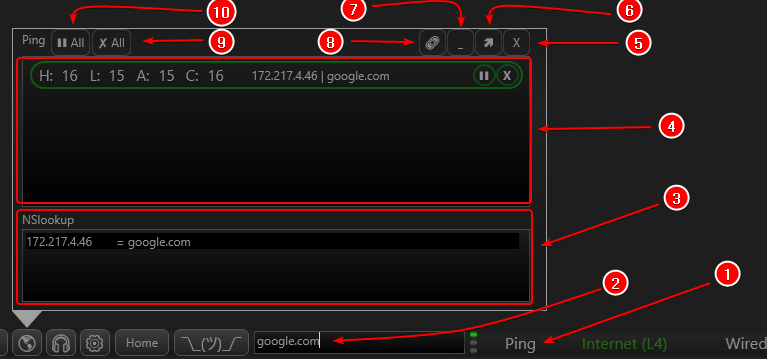 10 7 6
Ping II All ✗ All 9 8 _ X 5
H: 16 L: 15 A: 15 C: 16 172.217.4.46 | google.com X
4
NSlookup 3
172.217.4.46 = google.com
2 1
Home ¯\_(ツ)_/¯ google.com Ping Internet (L4) Wired